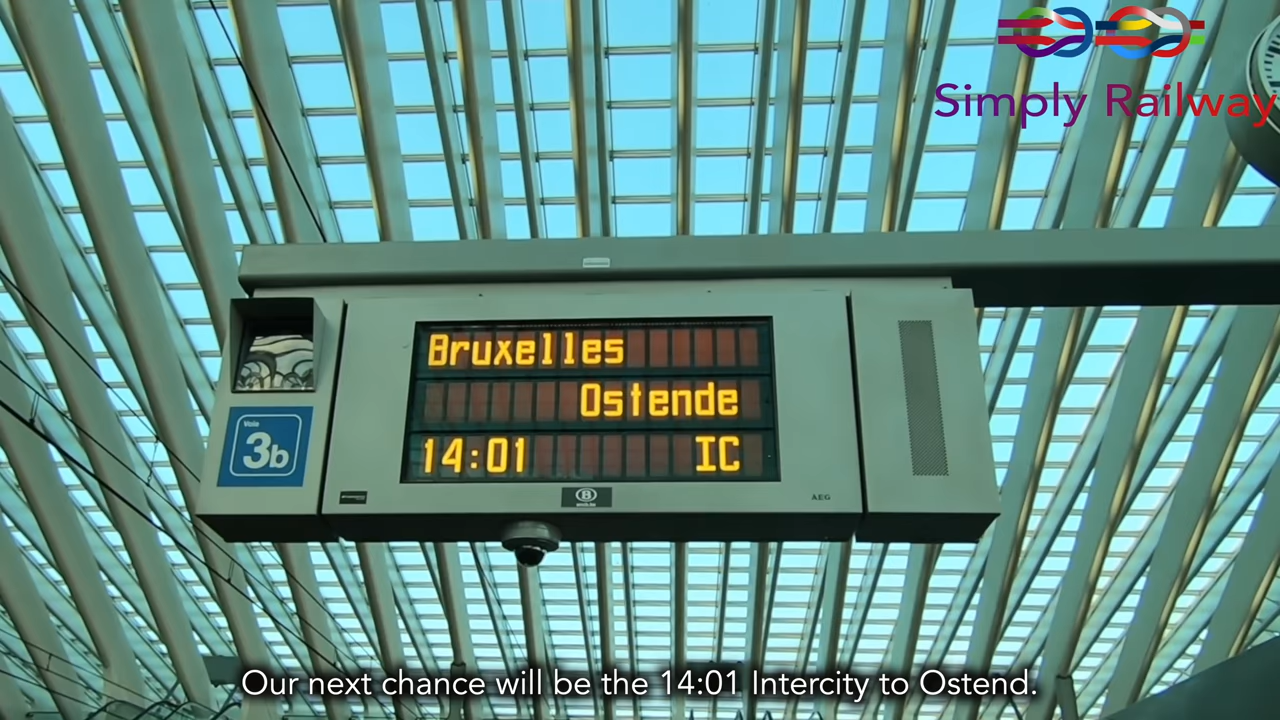 Simply Railway
Bruxelles
Ostende
14:01 IC
Voie
3b
B
AEG
Our next chance will be the 14:01 Intercity to Ostend.